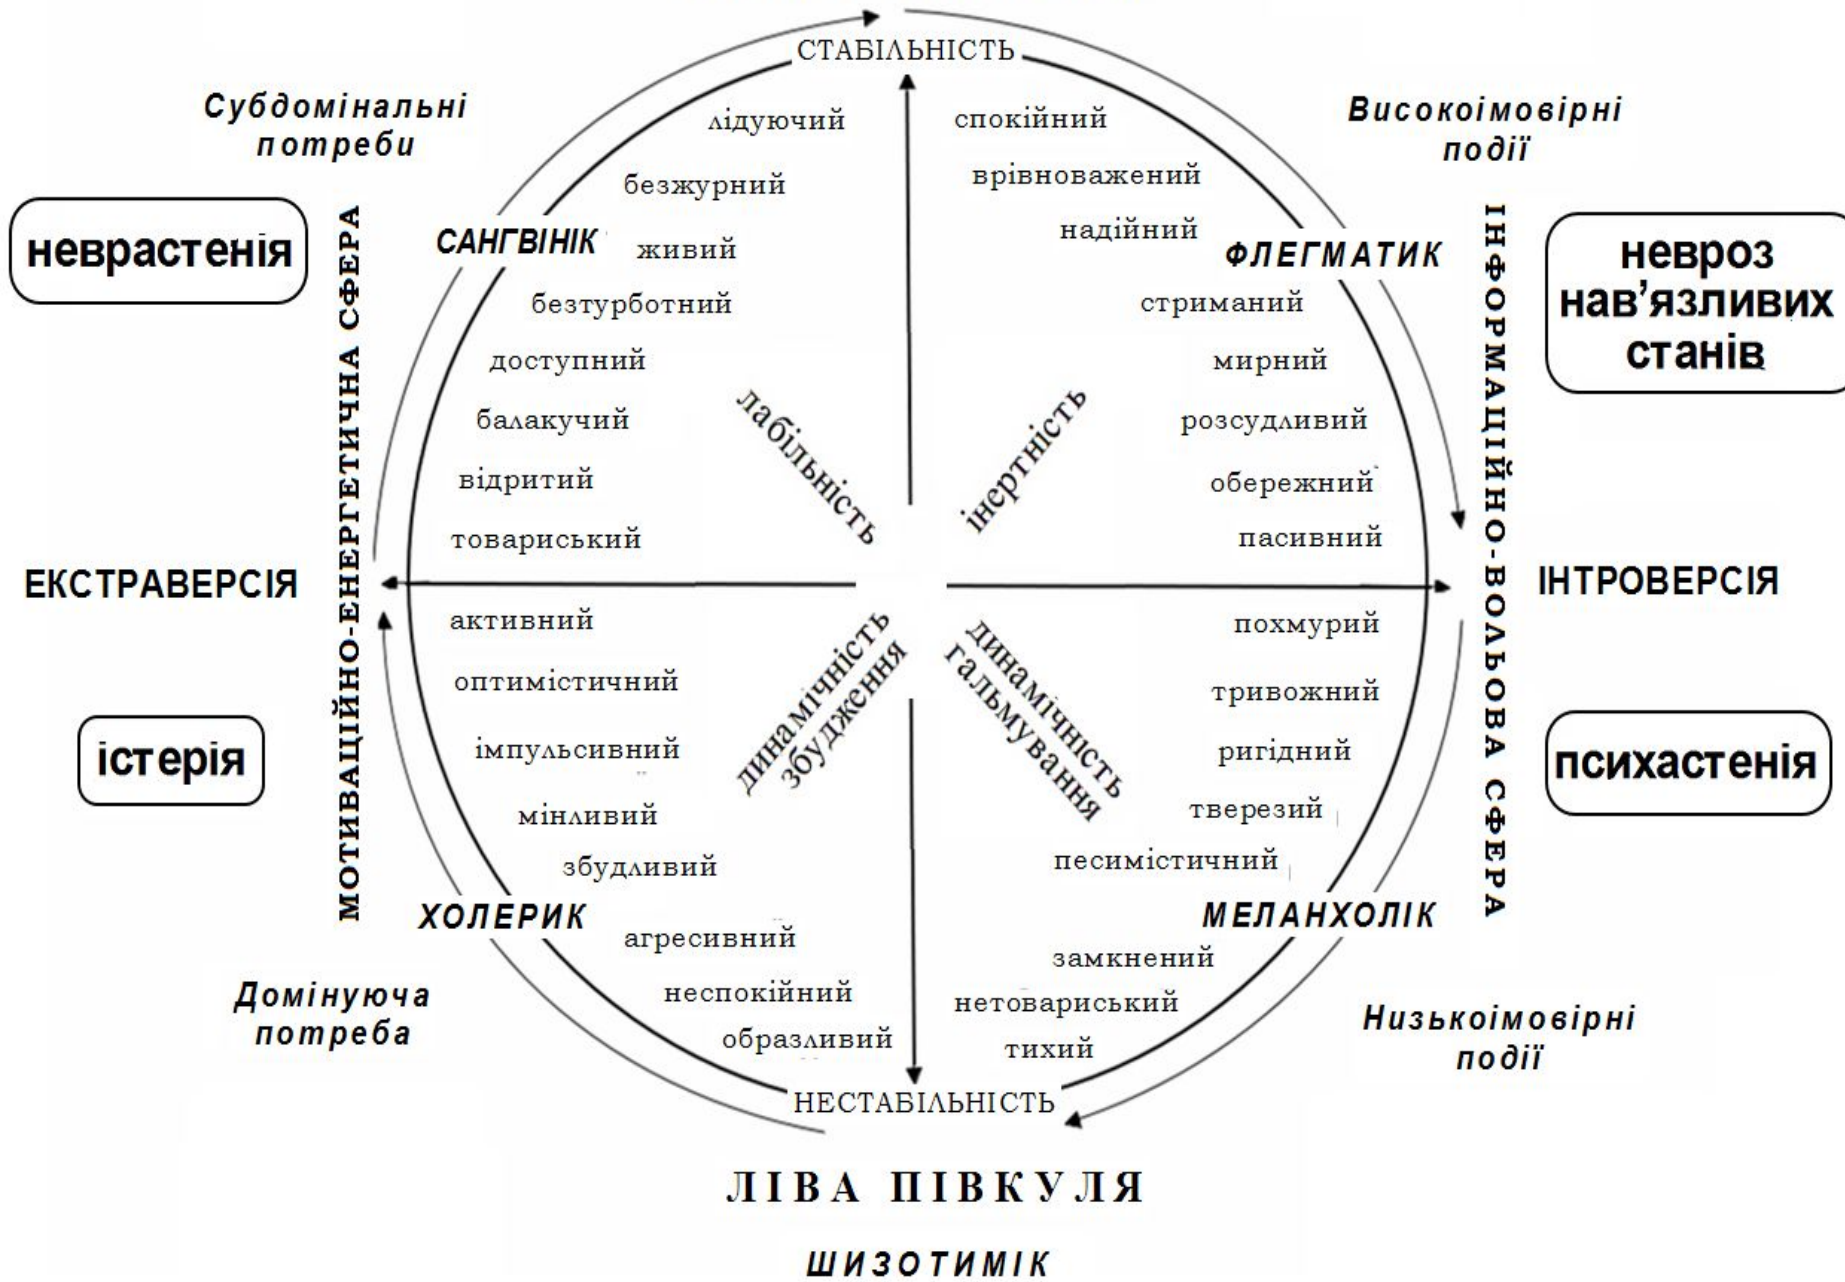 СТАБІЛЬНІСТЬ
Субдомінальні
потреби
Високоімовірні
події
лідуючий
спокійний
безжурний
врівноважений
надійний
неврастенія
САНГВІНІК
живий
ФЛЕГМАТИК
невроз
нав’язливих
станів
безтурботний
стриманий
доступний
мирний
балакучий
розсудливий
лабільність
інертність
відритий
обережний
товариський
пасивний
МОТИВАЦІЙНО-ЕНЕРГЕТИЧНА СФЕРА
ІНФОРМАЦІЙНО-ВОЛЬОВА СФЕРА
ЕКСТРАВЕРСІЯ
ІНТРОВЕРСІЯ
активний
похмурий
оптимістичний
тривожний
динамічність
збудження
динамічність
гальмування
істерія
імпульсивний
ригідний
психастенія
мінливий
тверезий
збудливий
песимістичний
ХОЛЕРИК
МЕЛАНХОЛІК
агресивний
замкнений
неспокійний
нетовариський
образливий
тихий
Домінуюча
потреба
Низькоімовірні
події
НЕСТАБІЛЬНІСТЬ
ЛІВА ПІВКУЛЯ
ШИЗОТИМІК